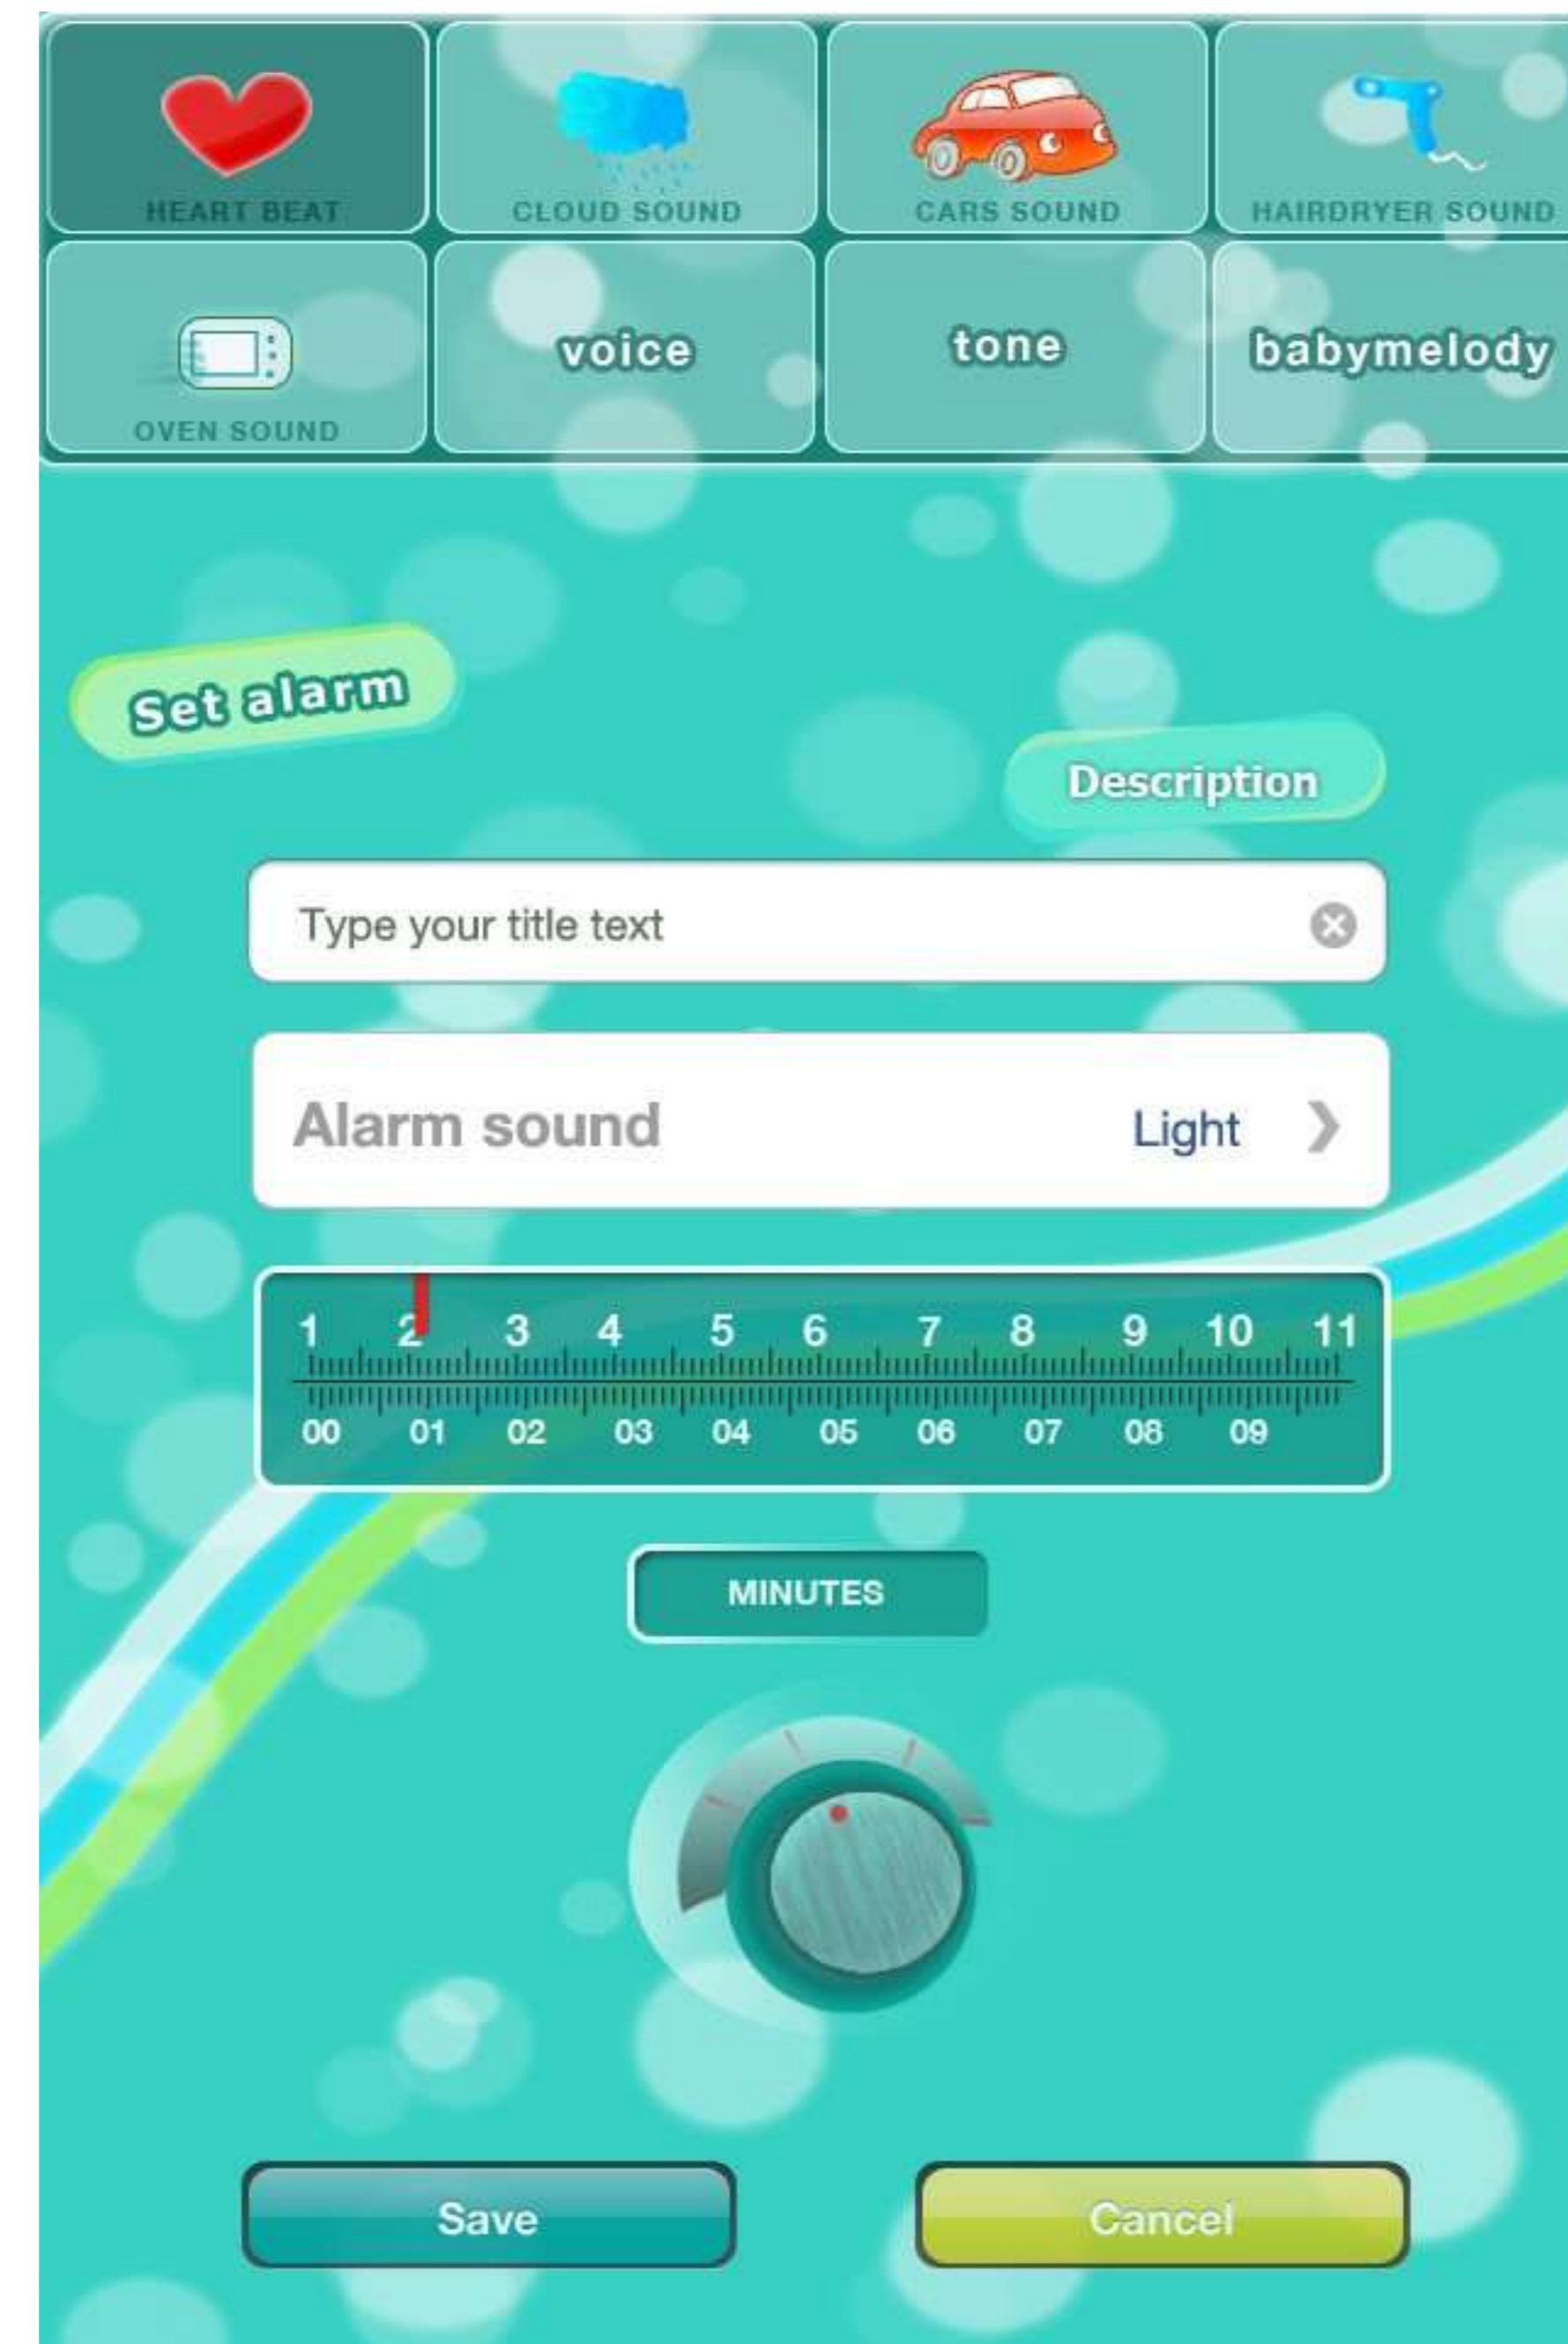 HEART BEAT CLOUD SOUND CARS SOUND HAIRDRYER SOUND
OVEN SOUND voice tone babymelody
Set alarm
Description
Type your title text
Alarm sound Light
1 2 3 4 5 6 7 8 9 10 11
00 01 02 03 04 05 06 07 08 09
MINUTES
Save Cancel